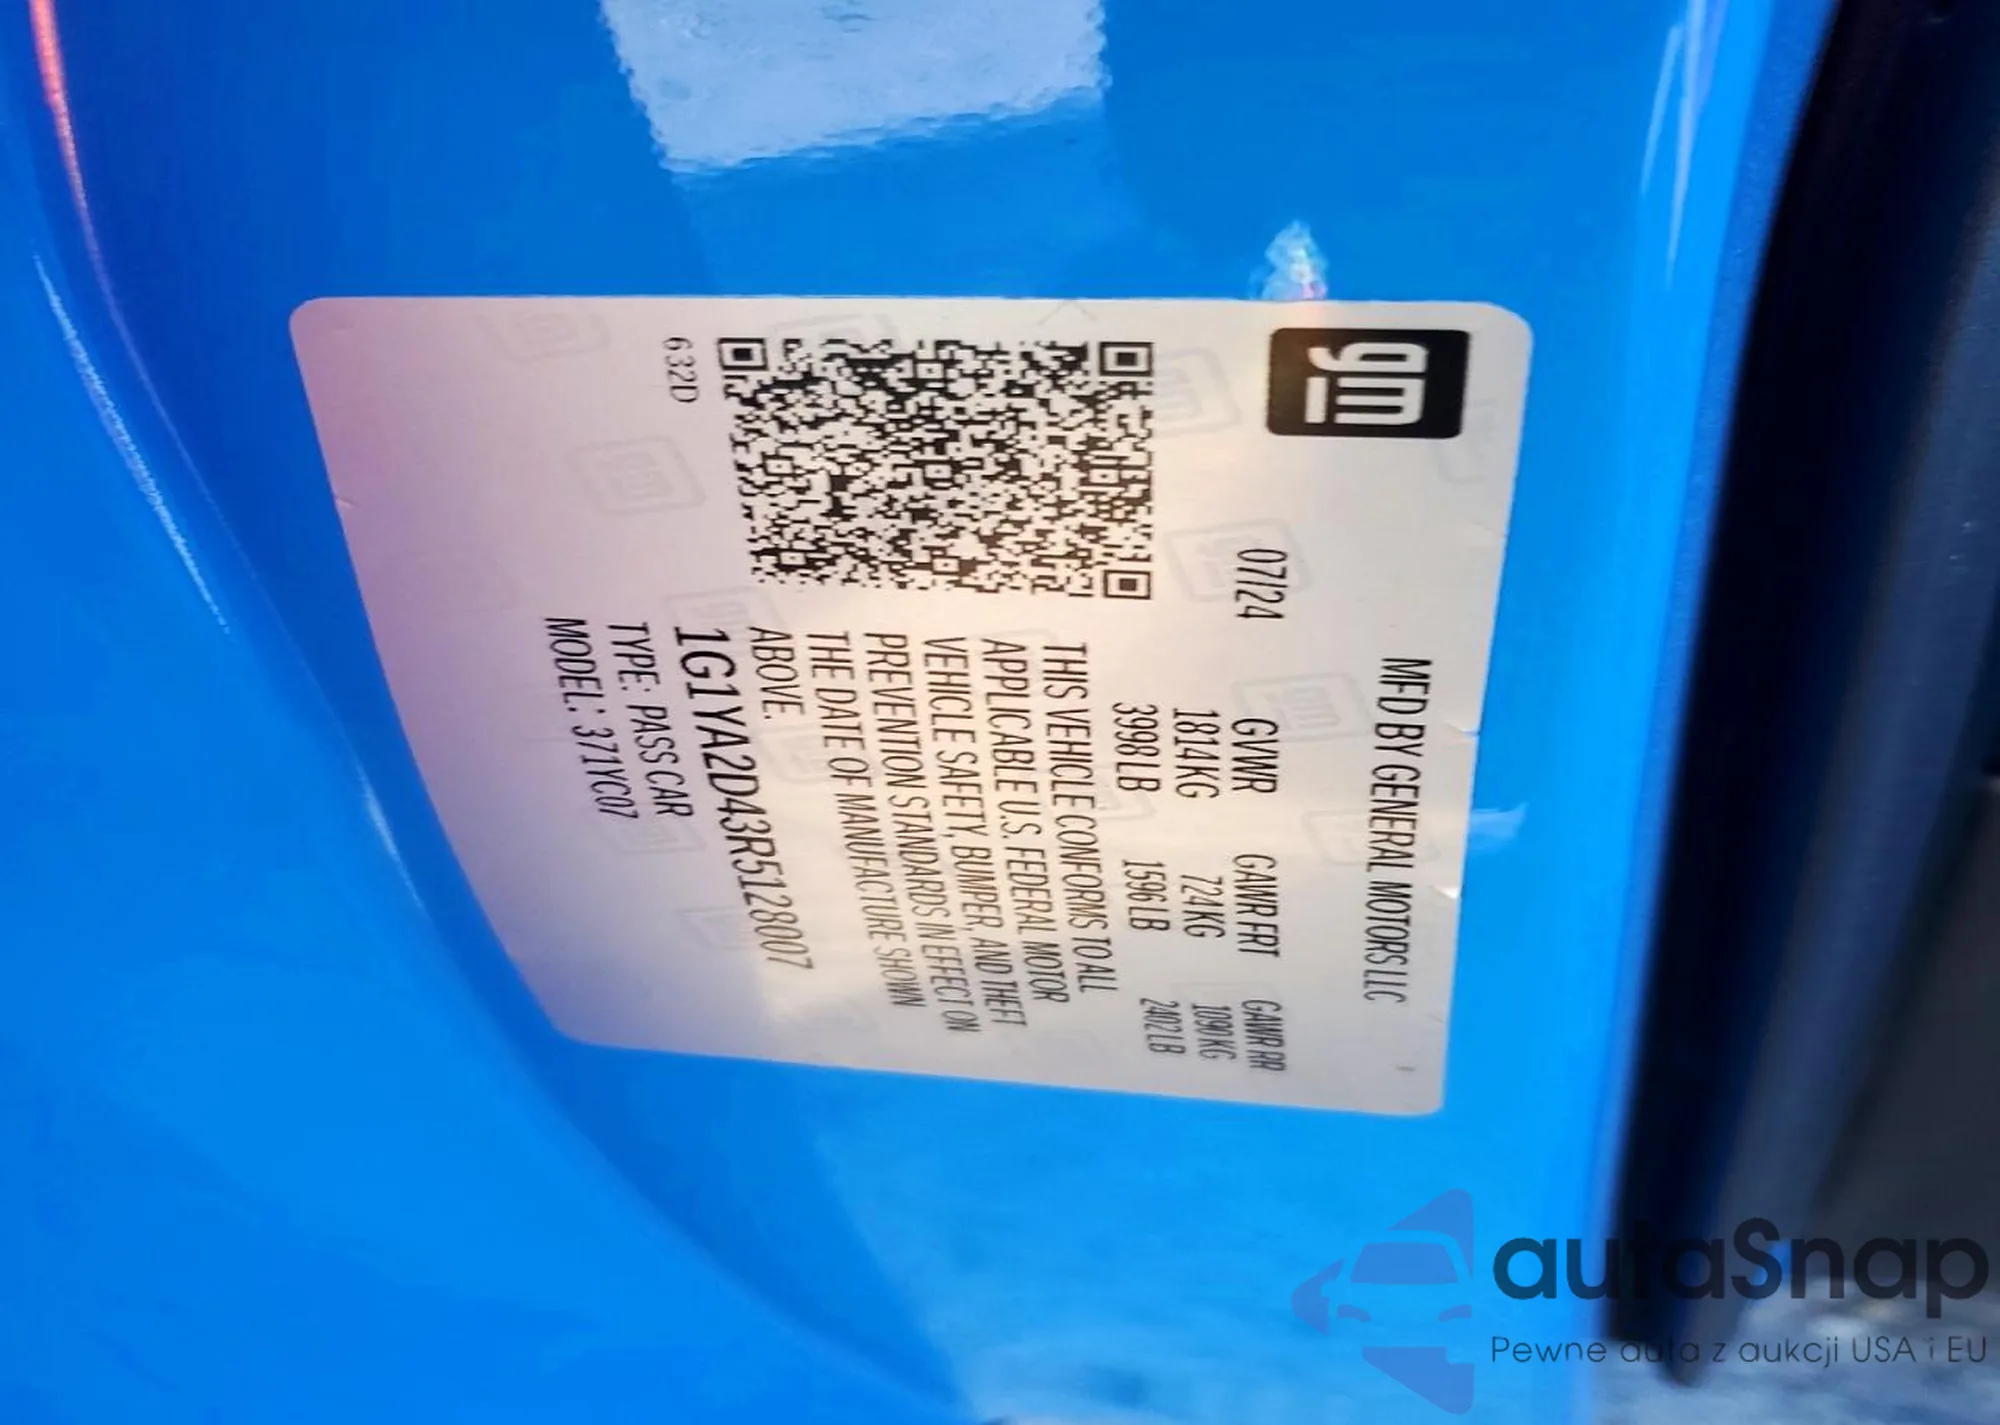 gm
MFD BY GENERAL MOTORS LLC
07/24 GVWR GAWR FRT GAWR RR
1814KG 724KG 1090KG
3998LB 1596LB 2402LB
THIS VEHICLE CONFORMS TO ALL
APPLICABLE U.S. FEDERAL MOTOR
VEHICLE SAFETY, BUMPER, AND THEFT
PREVENTION STANDARDS IN EFFECT ON
THE DATE OF MANUFACTURE SHOWN
ABOVE.
1G1YA2D43R5128007
TYPE: PASS CAR
MODEL: 371YC07
632D
autaSnap
Pewne auta z aukcji USA i EU